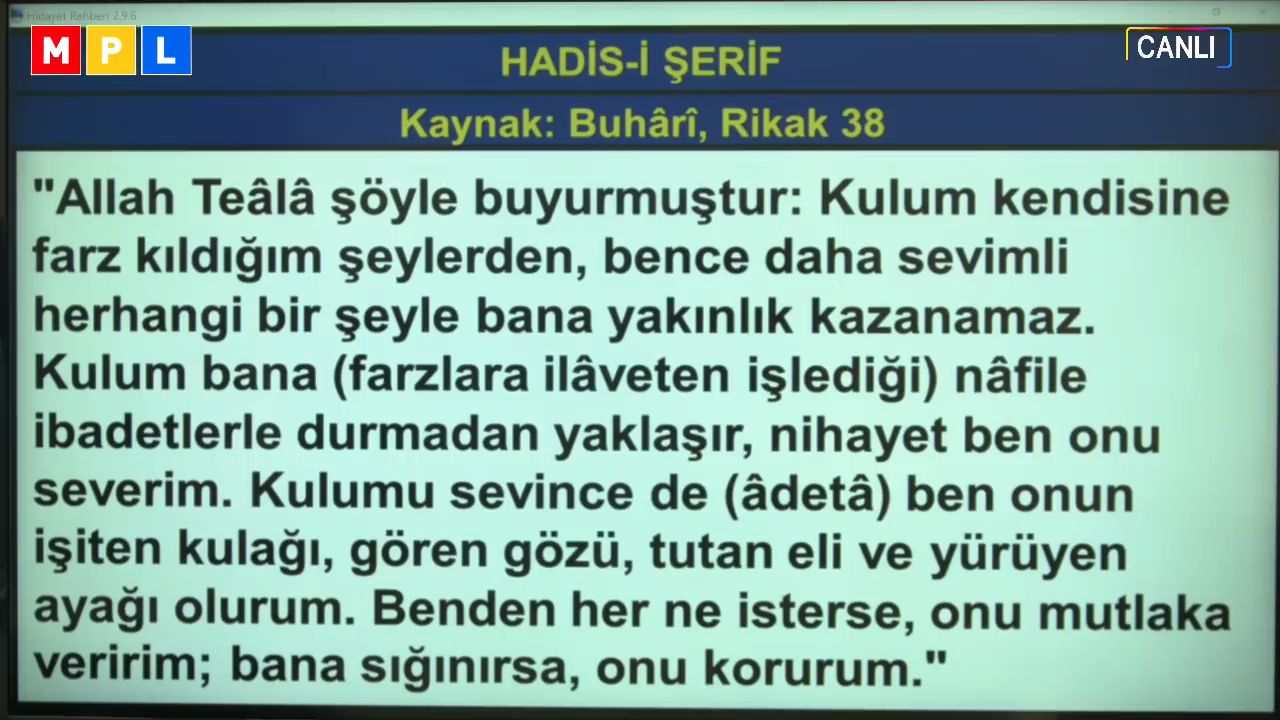 Hidayet Rehberi 2.9.6
M P L
CANLI
HADİS-İ ŞERİF
Kaynak: Buhârî, Rikak 38
"Allah Teâlâ şöyle buyurmuştur: Kulum kendisine
farz kıldığım şeylerden, bence daha sevimli
herhangi bir şeyle bana yakınlık kazanamaz.
Kulum bana (farzlara ilâveten işlediği) nâfile
ibadetlerle durmadan yaklaşır, nihayet ben onu
severim. Kulumu sevince de (âdetâ) ben onun
işiten kulağı, gören gözü, tutan eli ve yürüyen
ayağı olurum. Benden her ne isterse, onu mutlaka
veririm; bana sığınırsa, onu korurum."